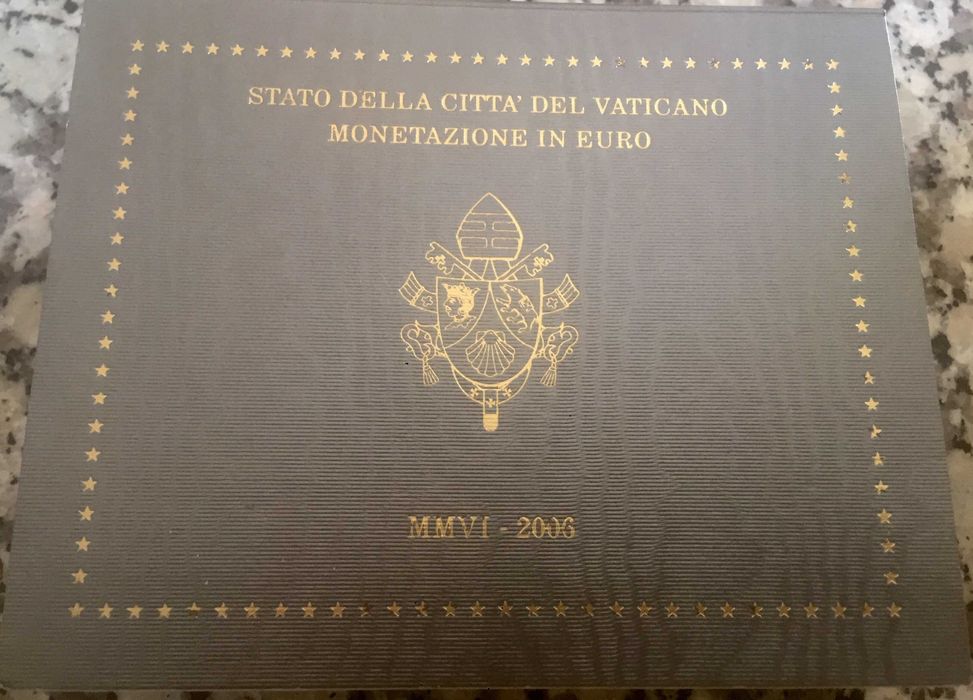 STATO DELLA CITTA' DEL VATICANO
MONETAZIONE IN EURO
MMVI - 2006